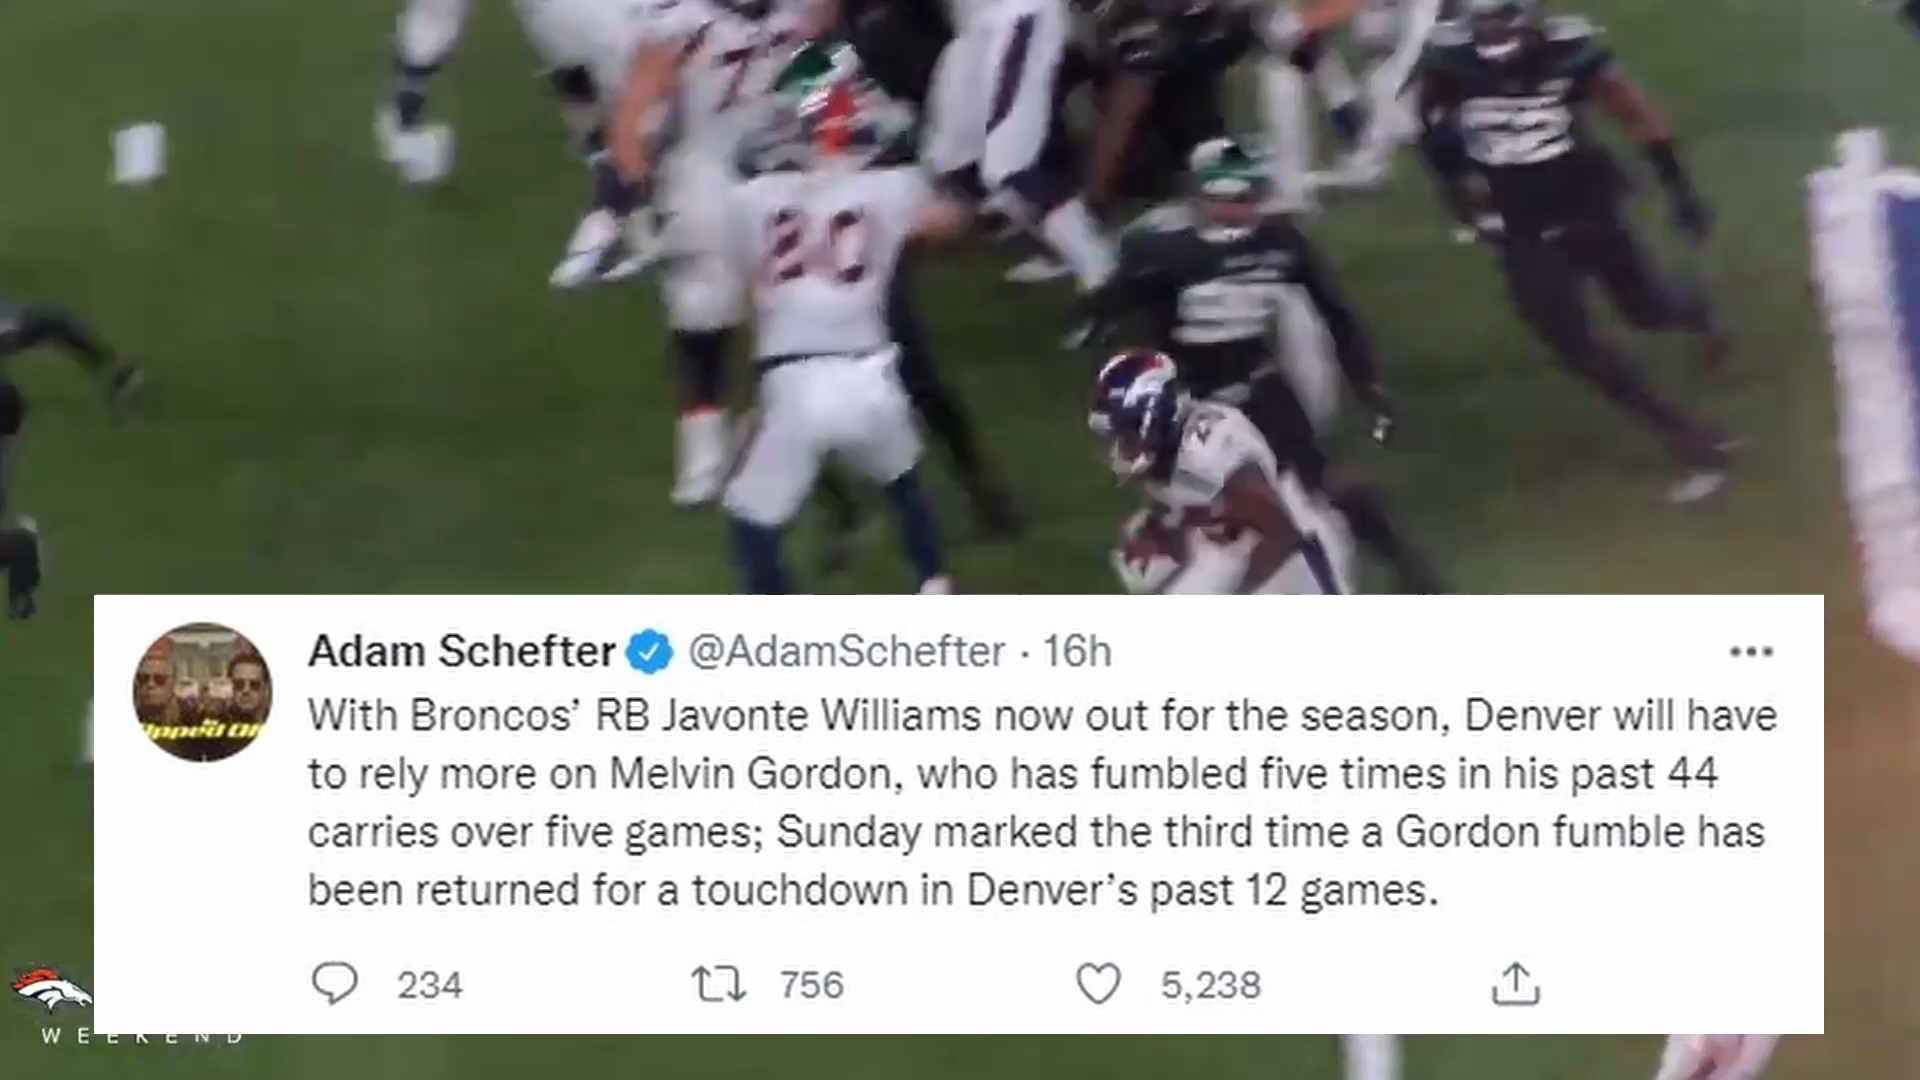 Adam Schefter @AdamSchefter · 16h
With Broncos’ RB Javonte Williams now out for the season, Denver will have
to rely more on Melvin Gordon, who has fumbled five times in his past 44
carries over five games; Sunday marked the third time a Gordon fumble has
been returned for a touchdown in Denver’s past 12 games.
234 756 5,238
WEEKEND